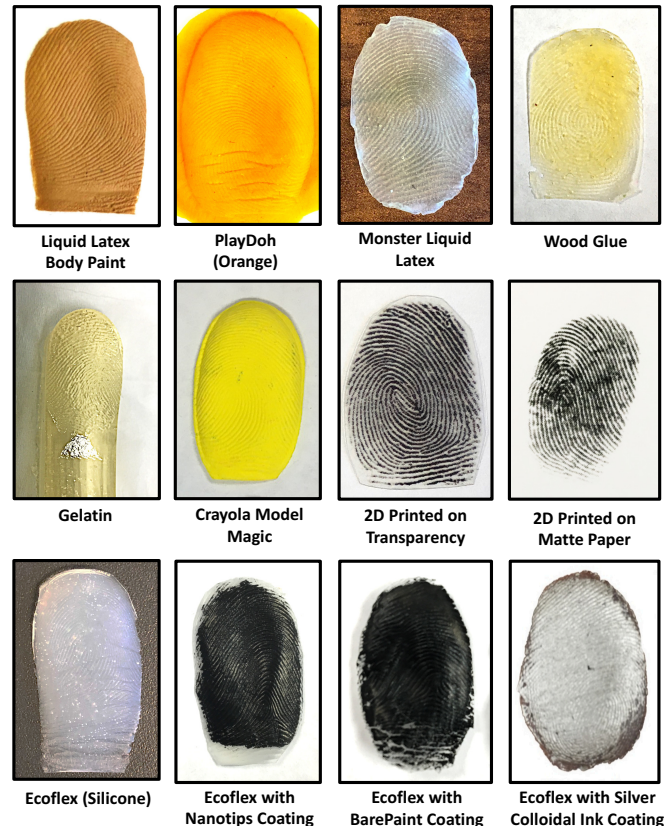 Liquid Latex
Body Paint
PlayDoh
(Orange)
Monster Liquid
Latex
Wood Glue
Gelatin
Crayola Model
Magic
2D Printed on
Transparency
2D Printed on
Matte Paper
Ecoflex (Silicone)
Ecoflex with
Nanotips Coating
Ecoflex with
BarePaint Coating
Ecoflex with Silver
Colloidal Ink Coating